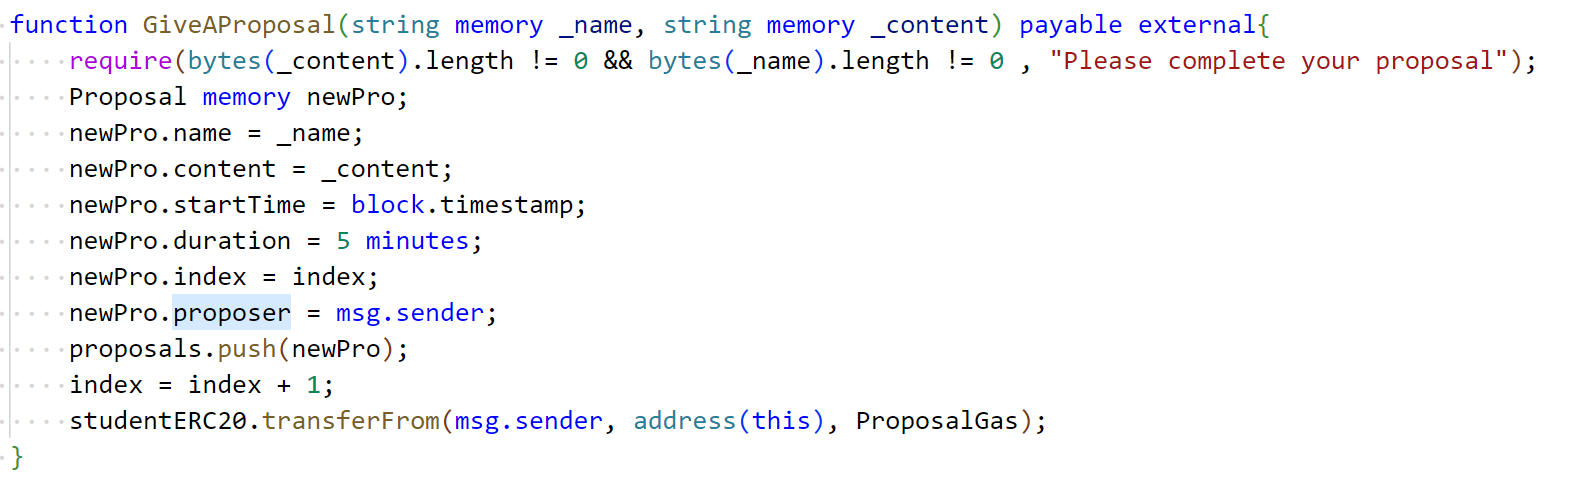 function GiveAProposal(string memory _name, string memory _content) payable external{
require(bytes(_content).length != 0 && bytes(_name).length != 0 , "Please complete your proposal");
Proposal memory newPro;
newPro.name = _name;
newPro.content = _content;
newPro.startTime = block.timestamp;
newPro.duration = 5 minutes;
newPro.index = index;
newPro.proposer = msg.sender;
proposals.push(newPro);
index = index + 1;
studentERC20.transferFrom(msg.sender, address(this), ProposalGas);
}